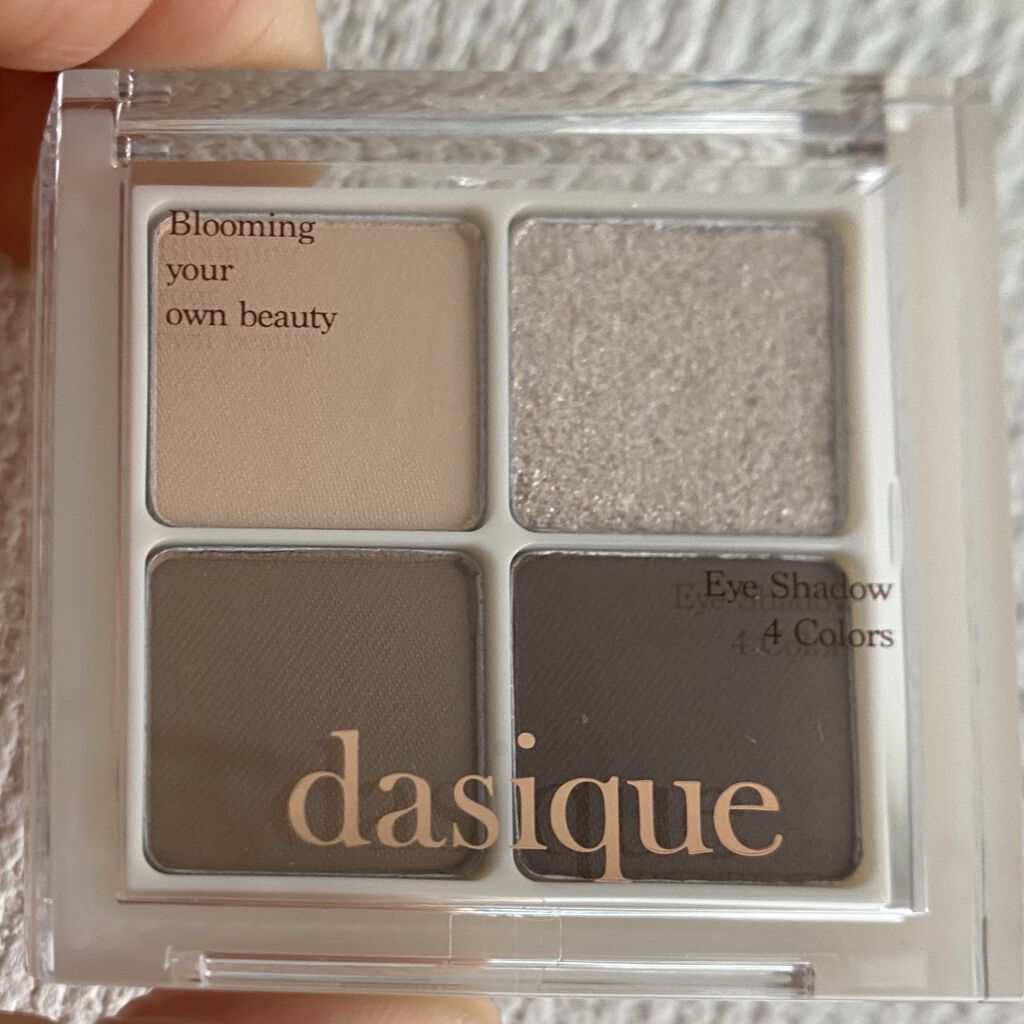 Blooming
your
own beauty
Eye Shadow
4 Colors
dasique